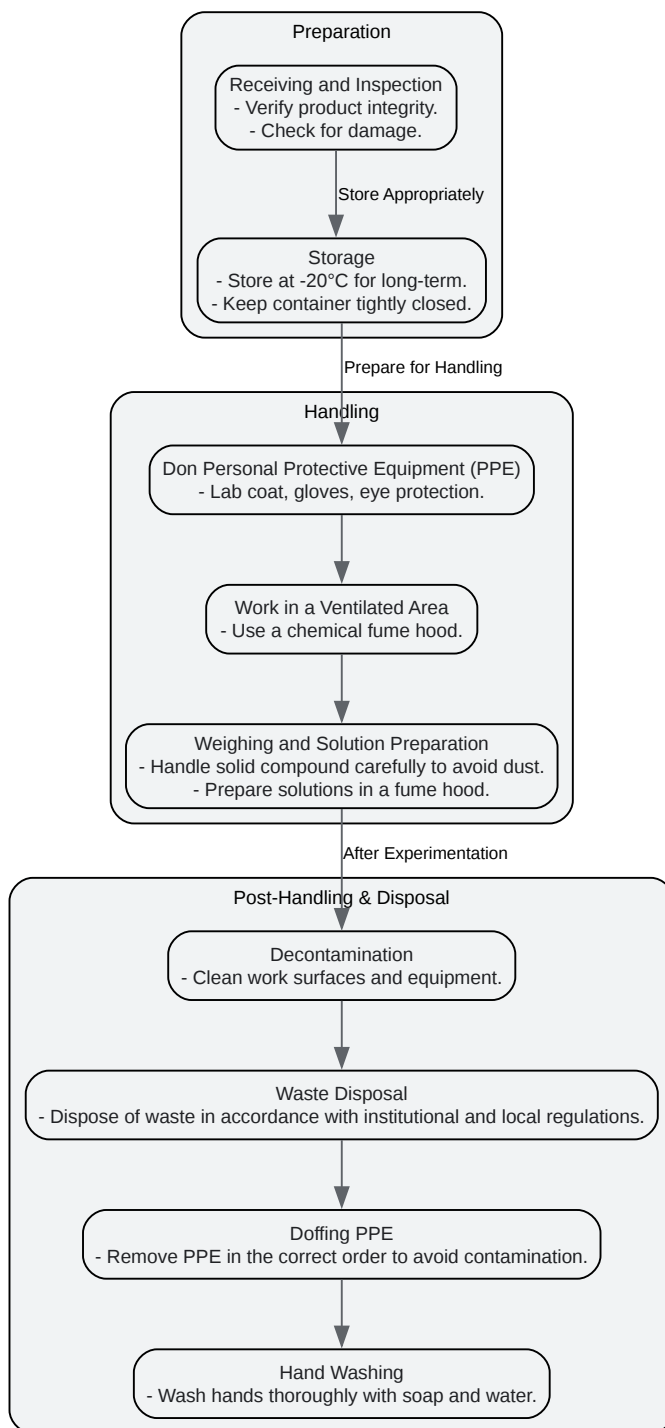 Preparation
Receiving and Inspection
- Verify product integrity.
- Check for damage.
Store Appropriately
Storage
- Store at -20°C for long-term.
- Keep container tightly closed.
Prepare for Handling
Handling
Don Personal Protective Equipment (PPE)
- Lab coat, gloves, eye protection.
Work in a Ventilated Area
- Use a chemical fume hood.
Weighing and Solution Preparation
- Handle solid compound carefully to avoid dust.
- Prepare solutions in a fume hood.
After Experimentation
Post-Handling & Disposal
Decontamination
- Clean work surfaces and equipment.
Waste Disposal
- Dispose of waste in accordance with institutional and local regulations.
Doffing PPE
- Remove PPE in the correct order to avoid contamination.
Hand Washing
- Wash hands thoroughly with soap and water.